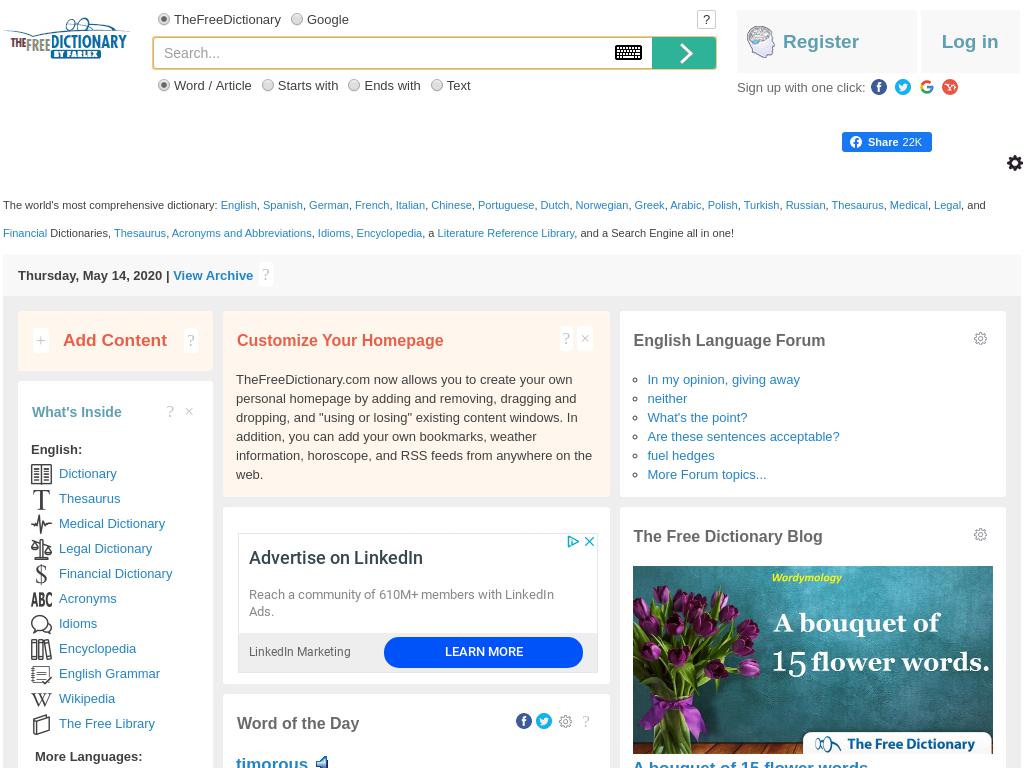 THE FREE DICTIONARY
BY FARLEX
TheFreeDictionary Google
?
Search...
Word / Article Starts with Ends with Text
Register
Log in
Sign up with one click:
Share 22K
The world's most comprehensive dictionary: English, Spanish, German, French, Italian, Chinese, Portuguese, Dutch, Norwegian, Greek, Arabic, Polish, Turkish, Russian, Thesaurus, Medical, Legal, and
Financial Dictionaries, Thesaurus, Acronyms and Abbreviations, Idioms, Encyclopedia, a Literature Reference Library, and a Search Engine all in one!
Thursday, May 14, 2020 | View Archive ?
+ Add Content ?
What's Inside ? ×
English:
Dictionary
Thesaurus
Medical Dictionary
Legal Dictionary
Financial Dictionary
ABC Acronyms
Idioms
Encyclopedia
English Grammar
W Wikipedia
The Free Library
More Languages:
Customize Your Homepage ? ×
TheFreeDictionary.com now allows you to create your own
personal homepage by adding and removing, dragging and
dropping, and "using or losing" existing content windows. In
addition, you can add your own bookmarks, weather
information, horoscope, and RSS feeds from anywhere on the
web.
Advertise on LinkedIn
Reach a community of 610M+ members with LinkedIn
Ads.
LinkedIn Marketing LEARN MORE
Word of the Day ?
timorous
English Language Forum
In my opinion, giving away
neither
What's the point?
Are these sentences acceptable?
fuel hedges
More Forum topics...
The Free Dictionary Blog
Wordymology
A bouquet of
15 flower words.
The Free Dictionary
A bouquet of 15 flower words